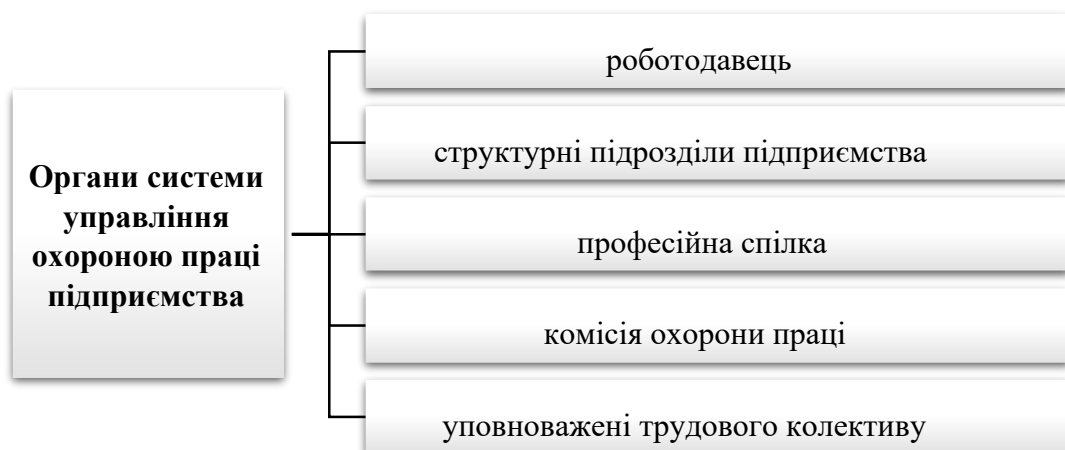 Органи системи
управління
охороною праці
підприємства
роботодавець
структурні підрозділи підприємства
професійна спілка
комісія охорони праці
уповноважені трудового колективу